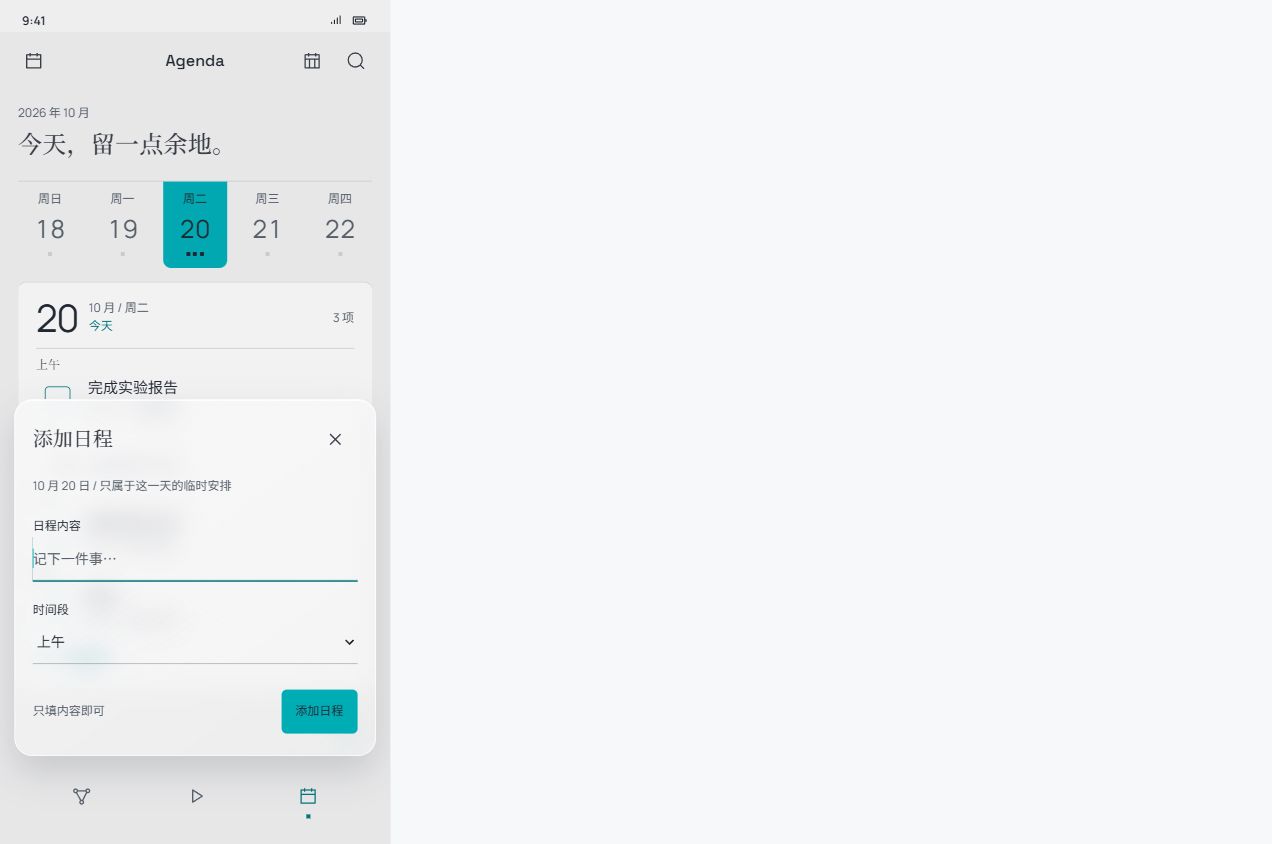 9:41
Agenda
2026 年 10 月
今天，留一点余地。
周日 周一 周二 周三 周四
18 19 20 21 22
20
10 月 / 周二
今天
3 项
上午
完成实验报告
添加日程
10 月 20 日 / 只属于这一天的临时安排
日程内容
记下一件事…
时间段
上午
只填内容即可
添加日程